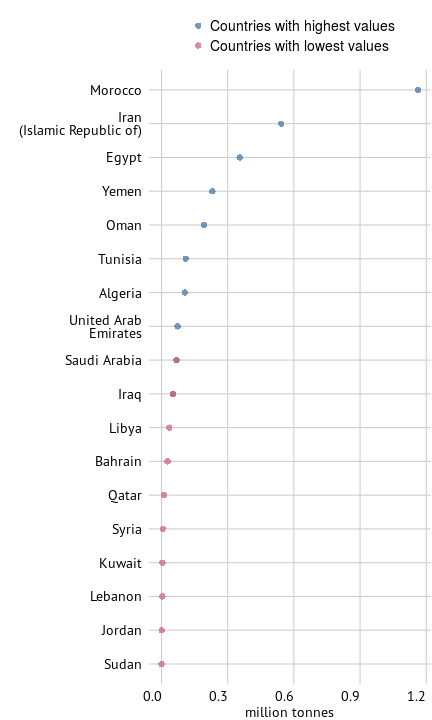 Countries with highest values
Countries with lowest values
Morocco
Iran
(Islamic Republic of)
Egypt
Yemen
Oman
Tunisia
Algeria
United Arab
Emirates
Saudi Arabia
Iraq
Libya
Bahrain
Qatar
Syria
Kuwait
Lebanon
Jordan
Sudan
0.0 0.3 0.6 0.9 1.2
million tonnes